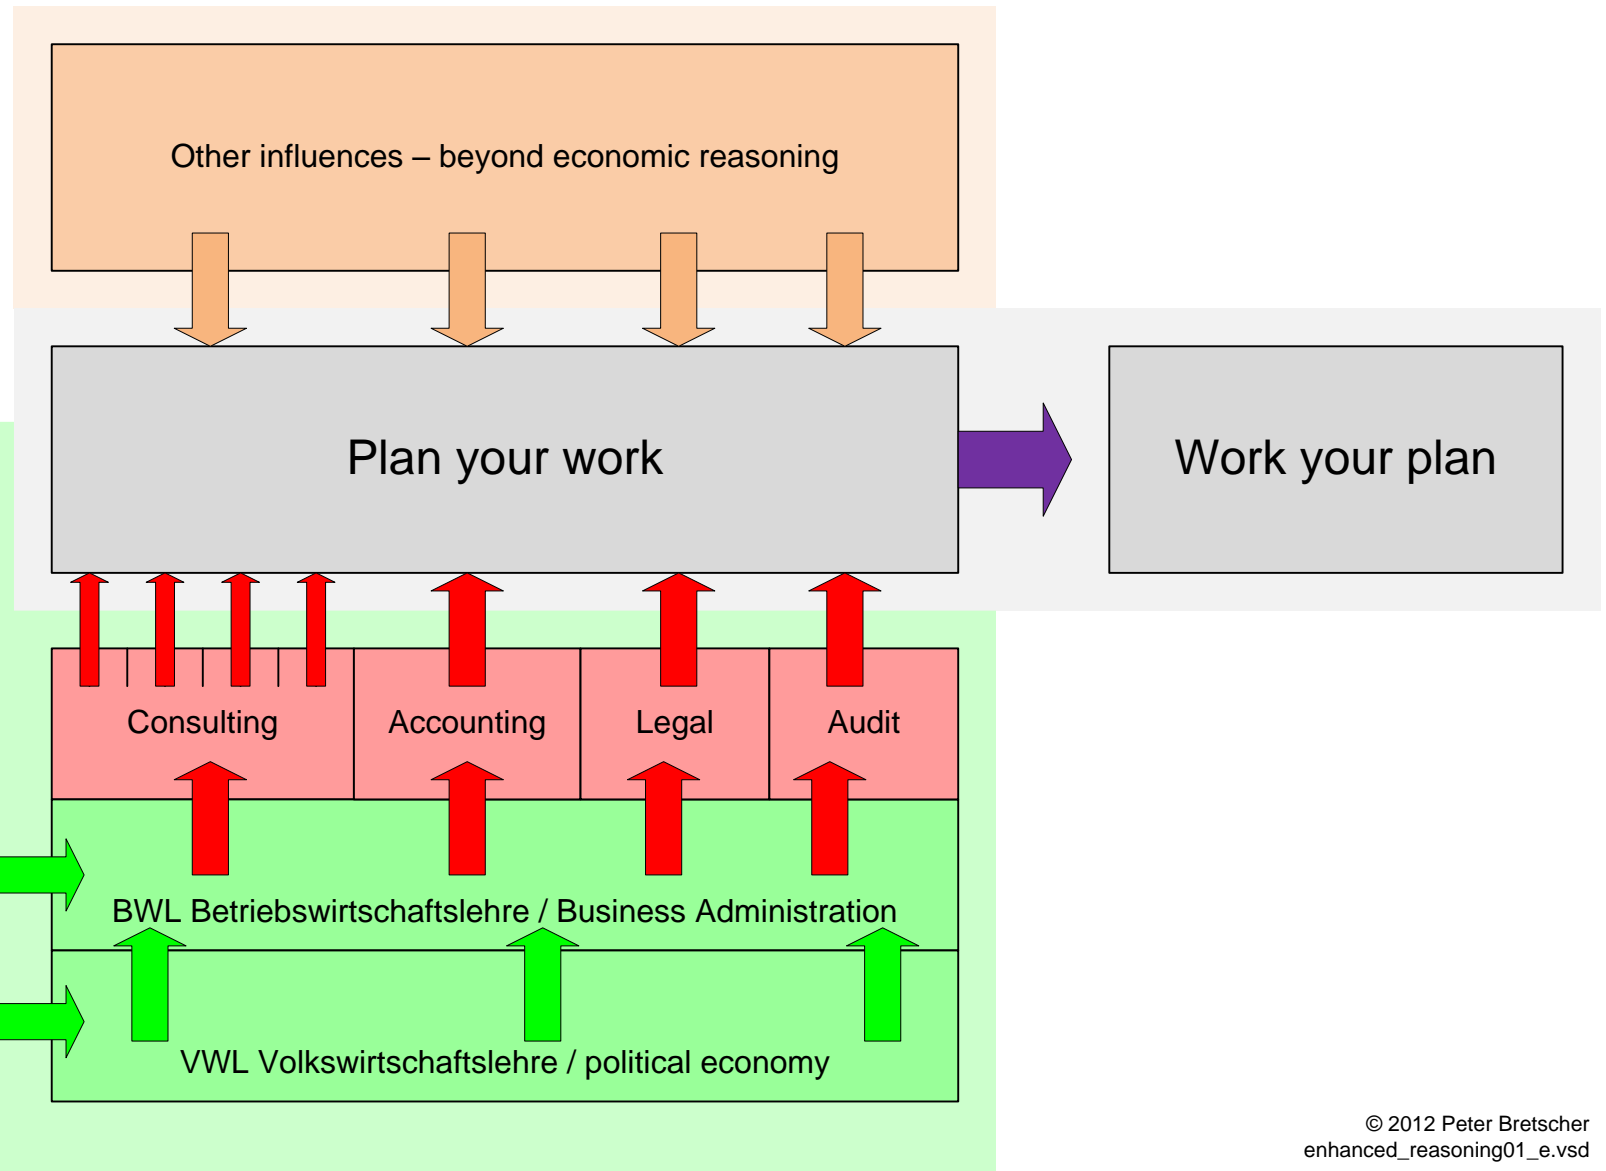 Other influences – beyond economic reasoning
Plan your work
Work your plan
Consulting
Accounting
Legal
Audit
BWL Betriebswirtschaftslehre / Business Administration
VWL Volkswirtschaftslehre / political economy
© 2012 Peter Bretscher
enhanced_reasoning01_e.vsd